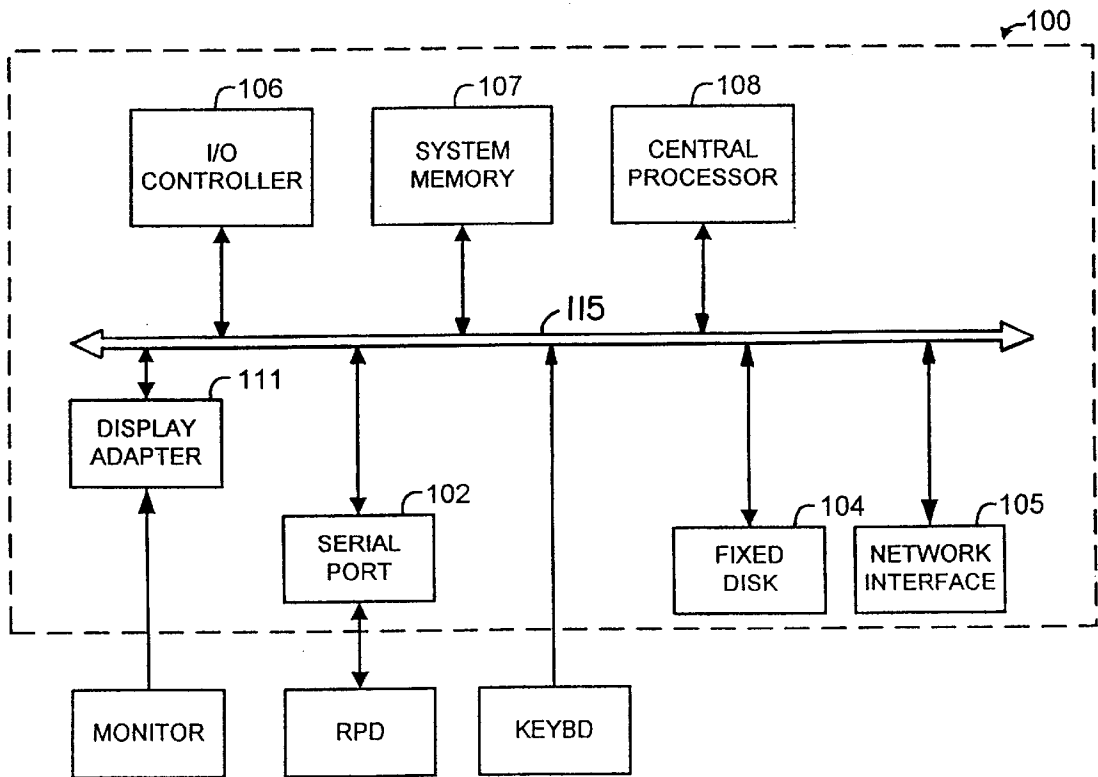 100
106
107
108
I/O
CONTROLLER
SYSTEM
MEMORY
CENTRAL
PROCESSOR
115
111
DISPLAY
ADAPTER
102
SERIAL
PORT
104
FIXED
DISK
105
NETWORK
INTERFACE
MONITOR
RPD
KEYBD